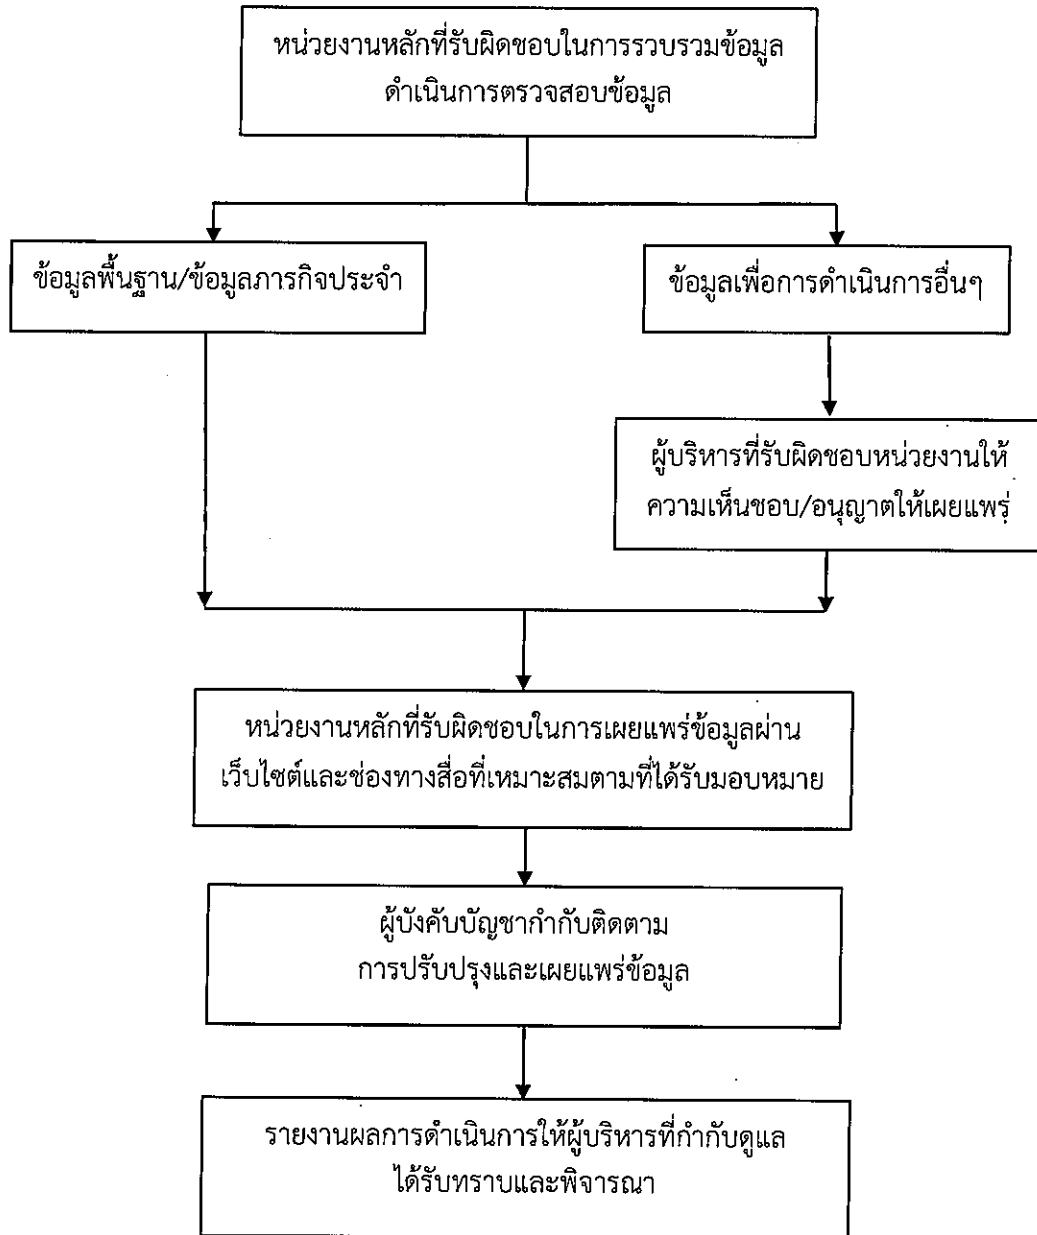 หน่วยงานหลักที่รับผิดชอบในการรวบรวมข้อมูล
ดำเนินการตรวจสอบข้อมูล
ข้อมูลพื้นฐาน/ข้อมูลภารกิจประจำ
ข้อมูลเพื่อการดำเนินการอื่นๆ
ผู้บริหารที่รับผิดชอบหน่วยงานให้
ความเห็นชอบ/อนุญาตให้เผยแพร่
หน่วยงานหลักที่รับผิดชอบในการเผยแพร่ข้อมูลผ่าน
เว็บไซต์และช่องทางสื่อที่เหมาะสมตามที่ได้รับมอบหมาย
ผู้บังคับบัญชากำกับติดตาม
การปรับปรุงและเผยแพร่ข้อมูล
รายงานผลการดำเนินการให้ผู้บริหารที่กำกับดูแล
ได้รับทราบและพิจารณา